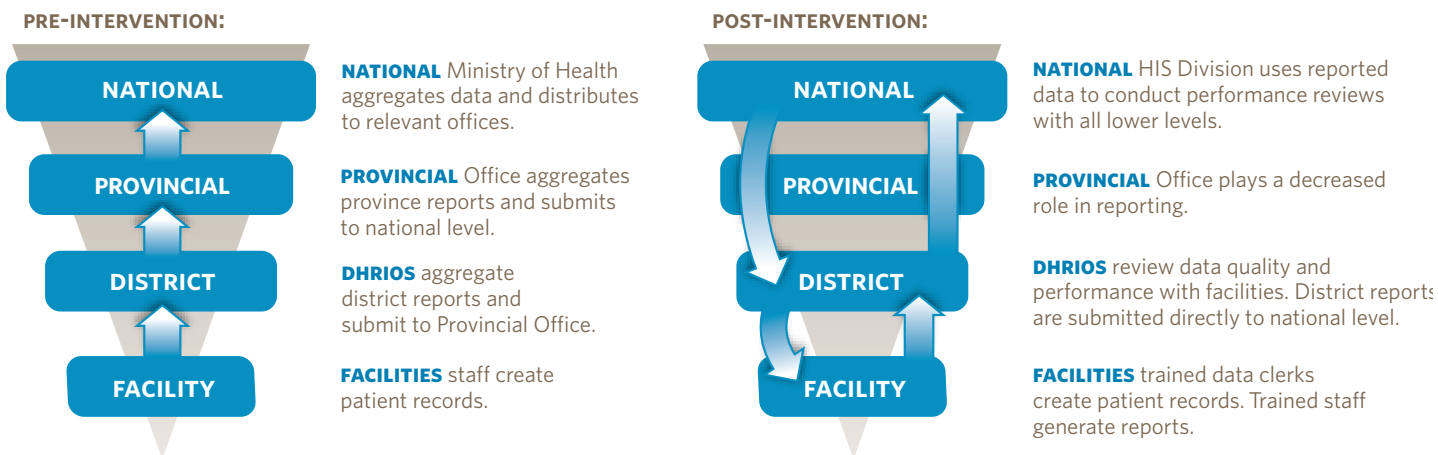 PRE-INTERVENTION:
NATIONAL
NATIONAL Ministry of Health
aggregates data and distributes
to relevant offices.
PROVINCIAL
PROVINCIAL Office aggregates
province reports and submits
to national level.
DISTRICT
DHRIOS aggregate
district reports and
submit to Provincial Office.
FACILITY
FACILITIES staff create
patient records.
POST-INTERVENTION:
NATIONAL
NATIONAL HIS Division uses reported
data to conduct performance reviews
with all lower levels.
PROVINCIAL
PROVINCIAL Office plays a decreased
role in reporting.
DISTRICT
DHRIOS review data quality and
performance with facilities. District reports
are submitted directly to national level.
FACILITY
FACILITIES trained data clerks
create patient records. Trained staff
generate reports.